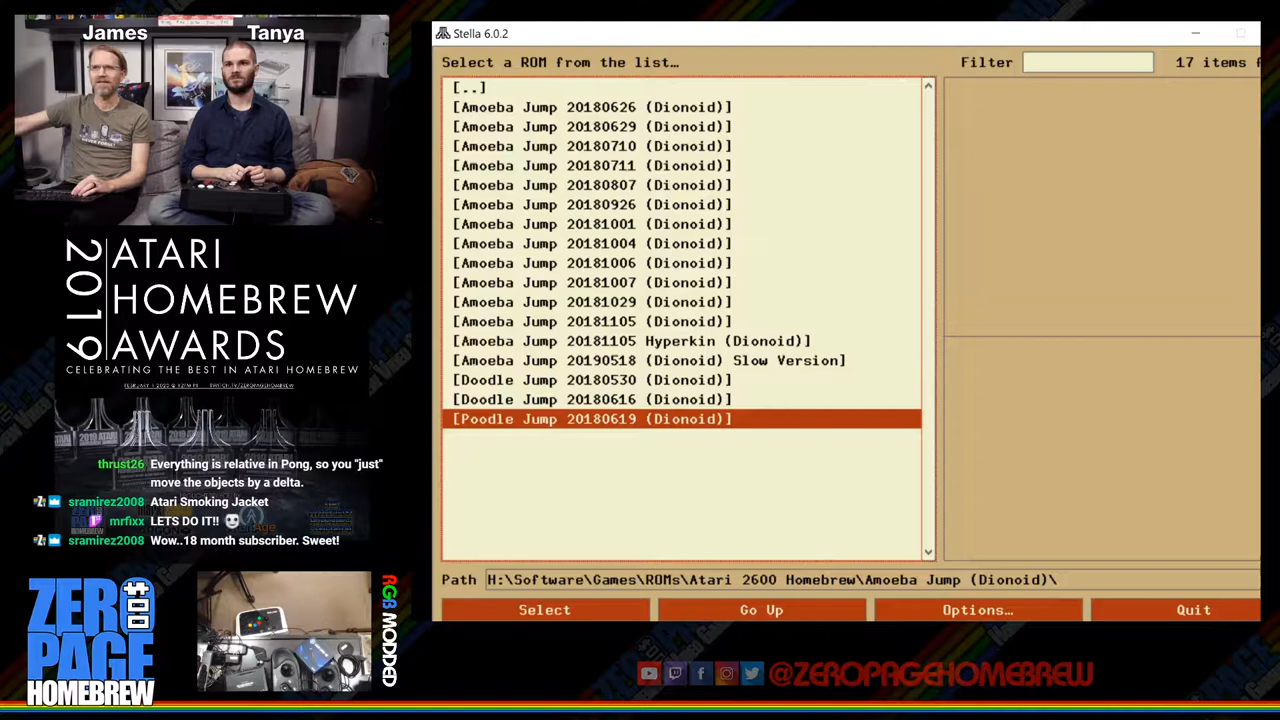 James
Tanya
2019 ATARI
HOMEBREW
AWARDS
CELEBRATING THE BEST IN ATARI HOMEBREW
thrust26 Everything is relative in Pong, so you "just"
move the objects by a delta.
sramirez2008 Atari Smoking Jacket
mrfixx LETS DO IT!!
sramirez2008 Wow..18 month subscriber. Sweet!
ZERO
PAGE
HOMEBREW
RGB MODDED
Stella 6.0.2
Select a ROM from the list…
Filter
17 items f
[..]
[Amoeba Jump 20180626 (Dionoid)]
[Amoeba Jump 20180629 (Dionoid)]
[Amoeba Jump 20180710 (Dionoid)]
[Amoeba Jump 20180711 (Dionoid)]
[Amoeba Jump 20180807 (Dionoid)]
[Amoeba Jump 20180926 (Dionoid)]
[Amoeba Jump 20181001 (Dionoid)]
[Amoeba Jump 20181004 (Dionoid)]
[Amoeba Jump 20181006 (Dionoid)]
[Amoeba Jump 20181007 (Dionoid)]
[Amoeba Jump 20181029 (Dionoid)]
[Amoeba Jump 20181105 (Dionoid)]
[Amoeba Jump 20181105 Hyperkin (Dionoid)]
[Amoeba Jump 20190518 (Dionoid) Slow Version]
[Doodle Jump 20180530 (Dionoid)]
[Doodle Jump 20180616 (Dionoid)]
[Poodle Jump 20180619 (Dionoid)]
Path H:\Software\Games\ROMs\Atari 2600 Homebrew\Amoeba Jump (Dionoid)\
Select
Go Up
Options…
Quit
@ZEROPAGEHOMEBREW